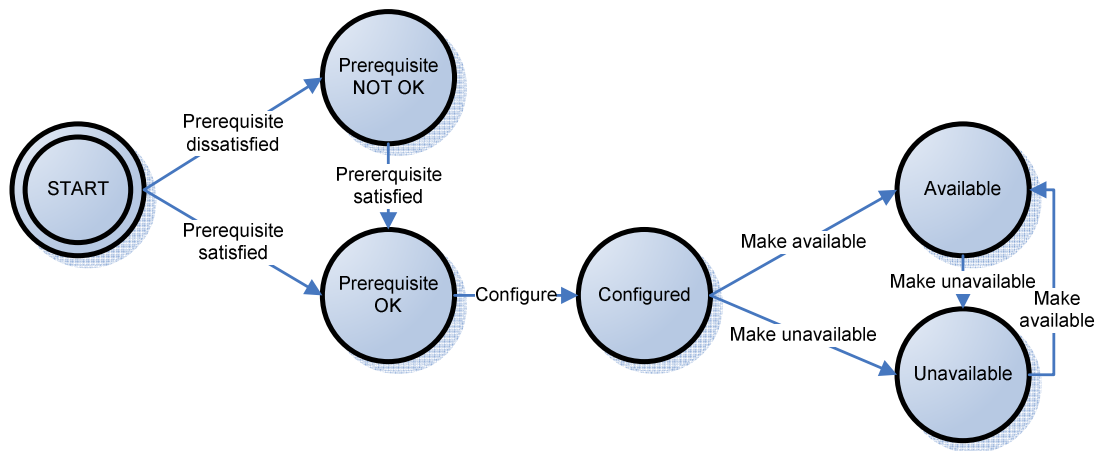 Prerequisite
NOT OK
Prerequisite
dissatisfied
START
Prererquisite
satisfied
Prerequisite
satisfied
Prerequisite
OK
Configure
Configured
Make available
Make unavailable
Available
Make unavailable
Make
available
Unavailable